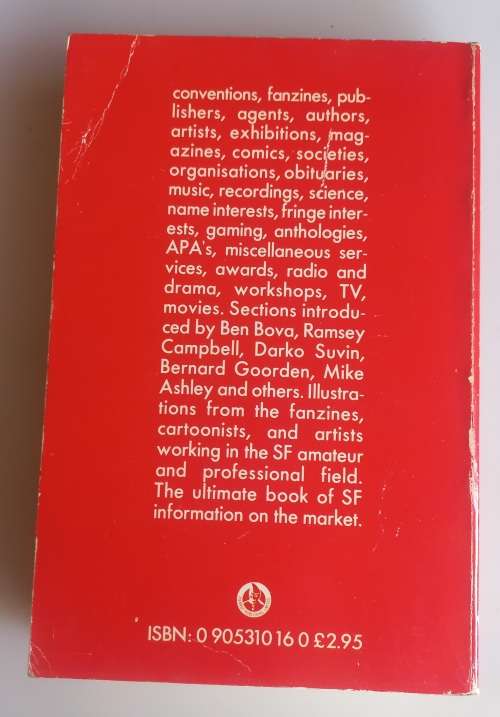 conventions, fanzines, pub-
lishers, agents, authors,
artists, exhibitions, mag-
azines, comics, societies,
organisations, obituaries,
music, recordings, science,
name interests, fringe inter-
ests, gaming, anthologies,
APA's, miscellaneous ser-
vices, awards, radio and
drama, workshops, TV,
movies. Sections introdu-
ced by Ben Bova, Ramsey
Campbell, Darko Suvin,
Bernard Goorden, Mike
Ashley and others. Illustra-
tions from the fanzines,
cartoonists, and artists
working in the SF amateur
and professional field.
The ultimate book of SF
information on the market.
ISBN: 0 905310 16 0 £2.95